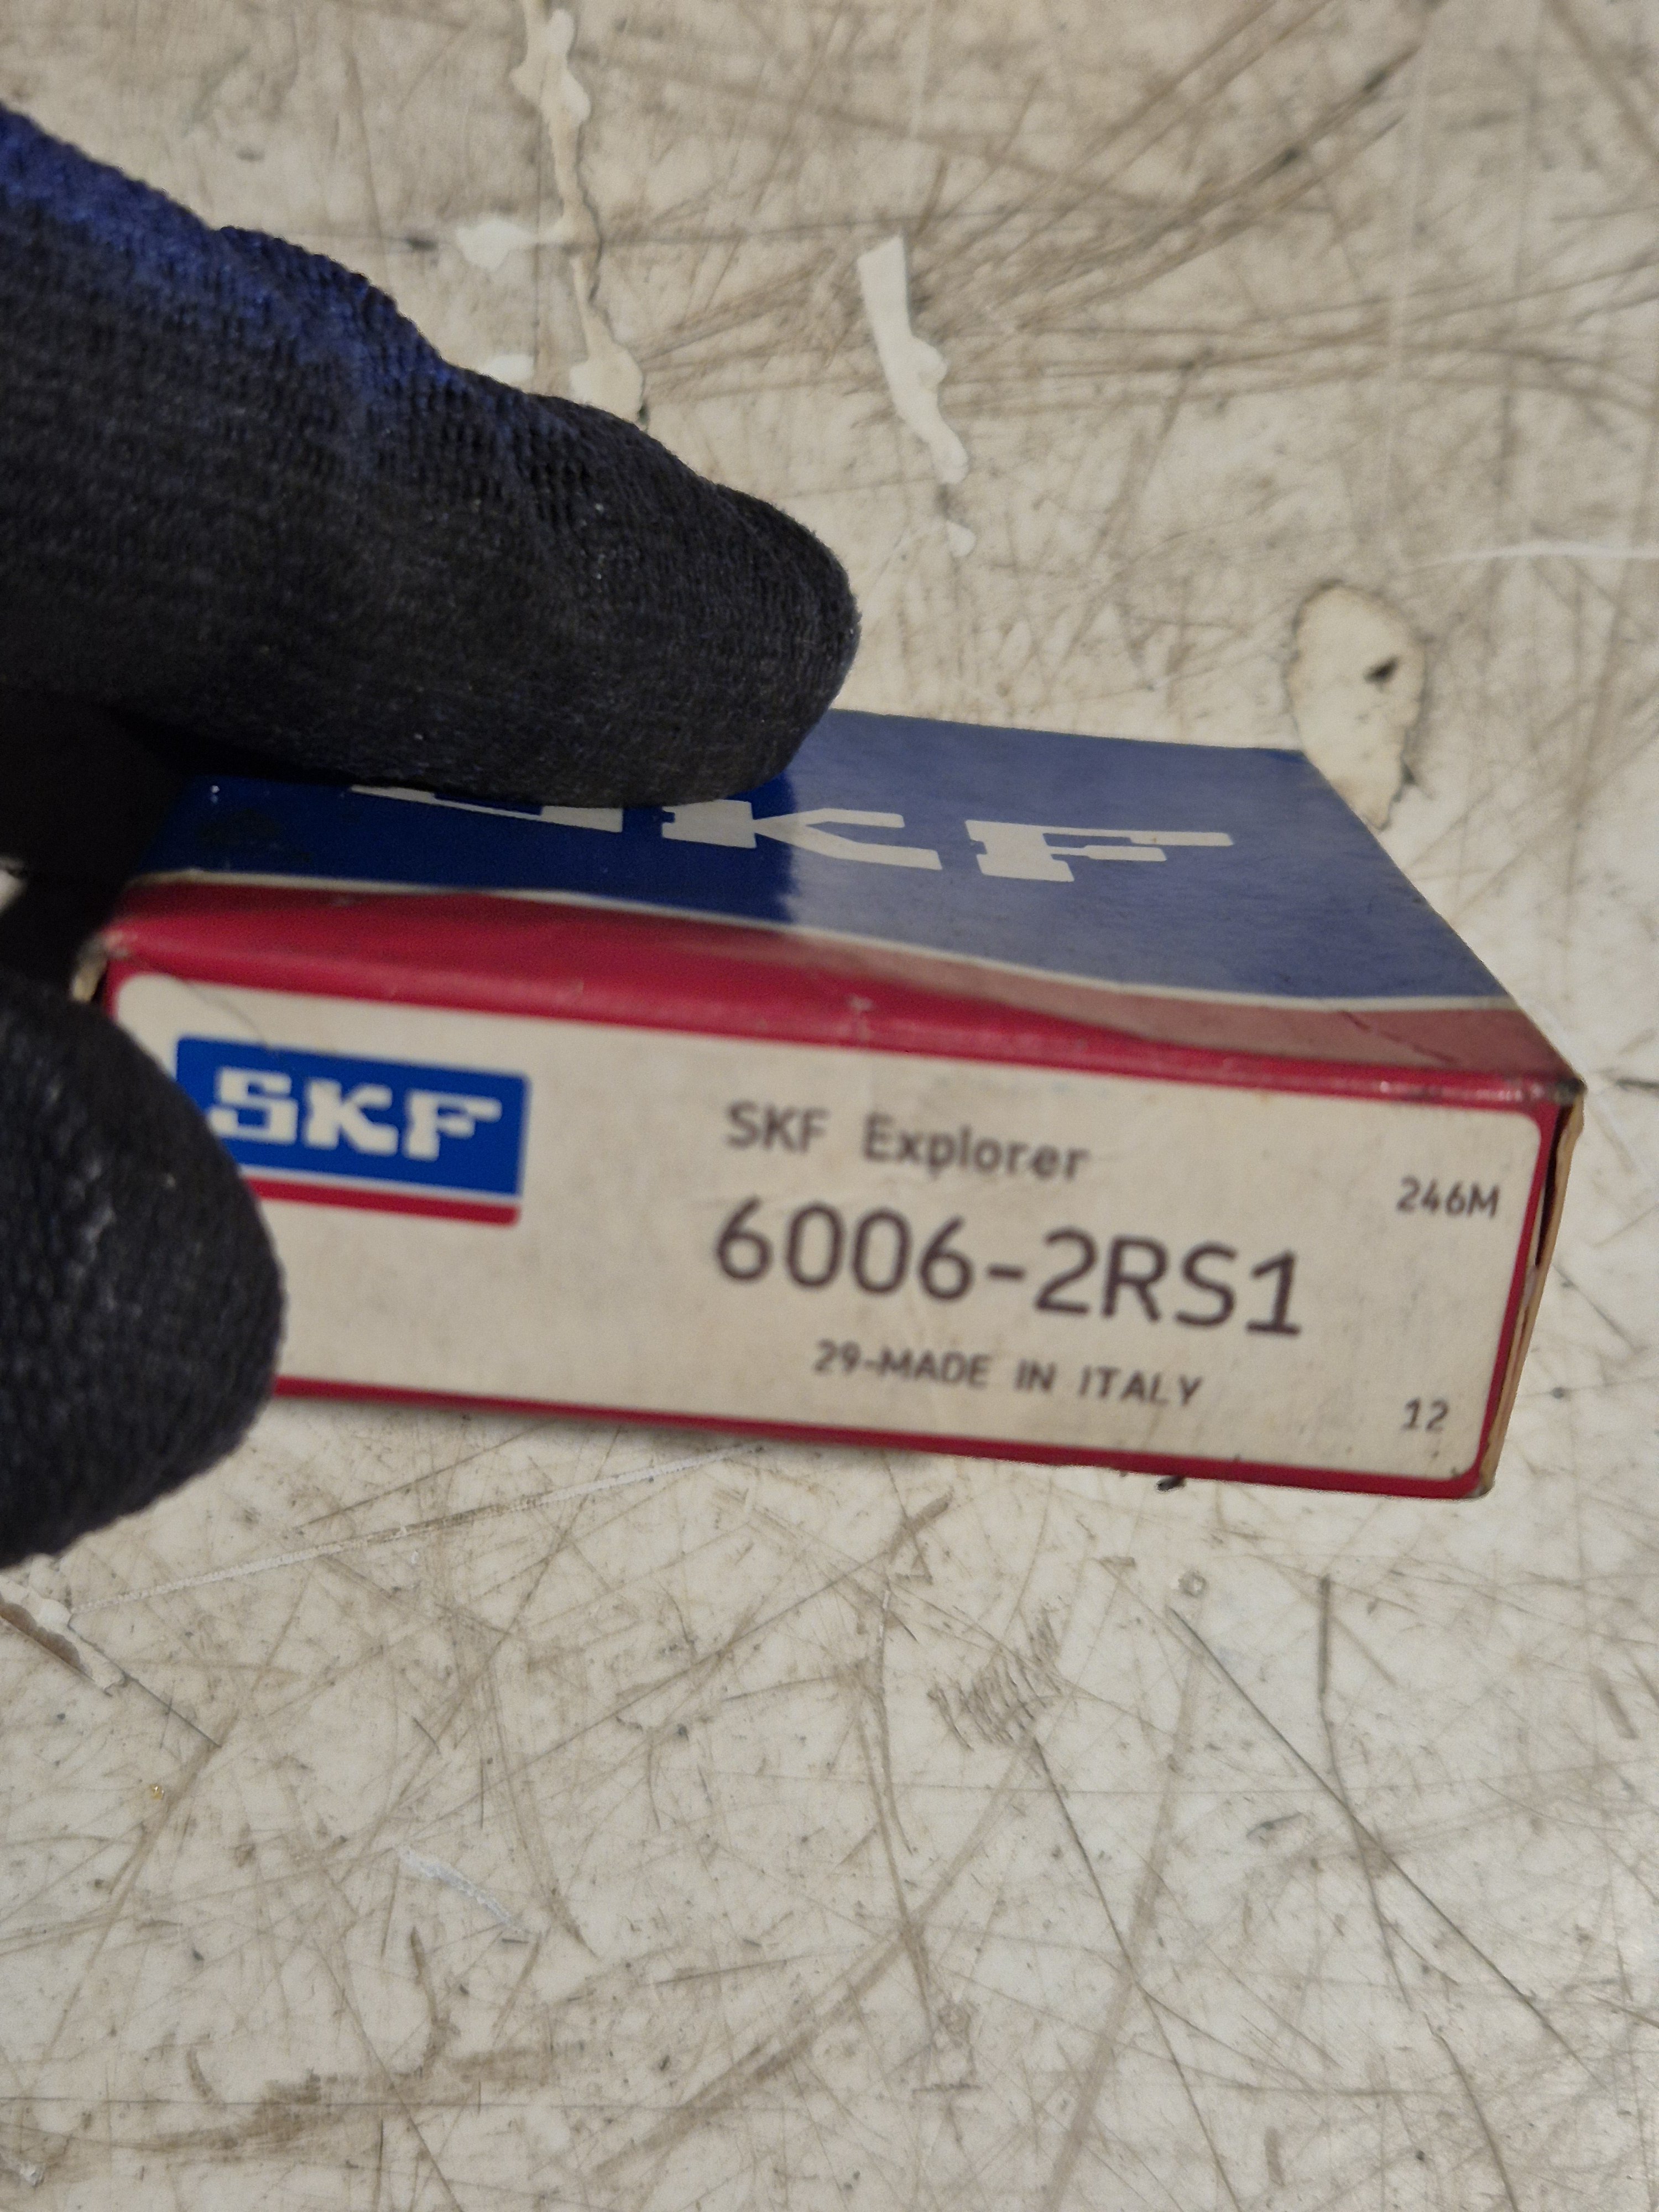 SKF
SKF
SKF Explorer
246M
6006-2RS1
29-MADE IN ITALY
12